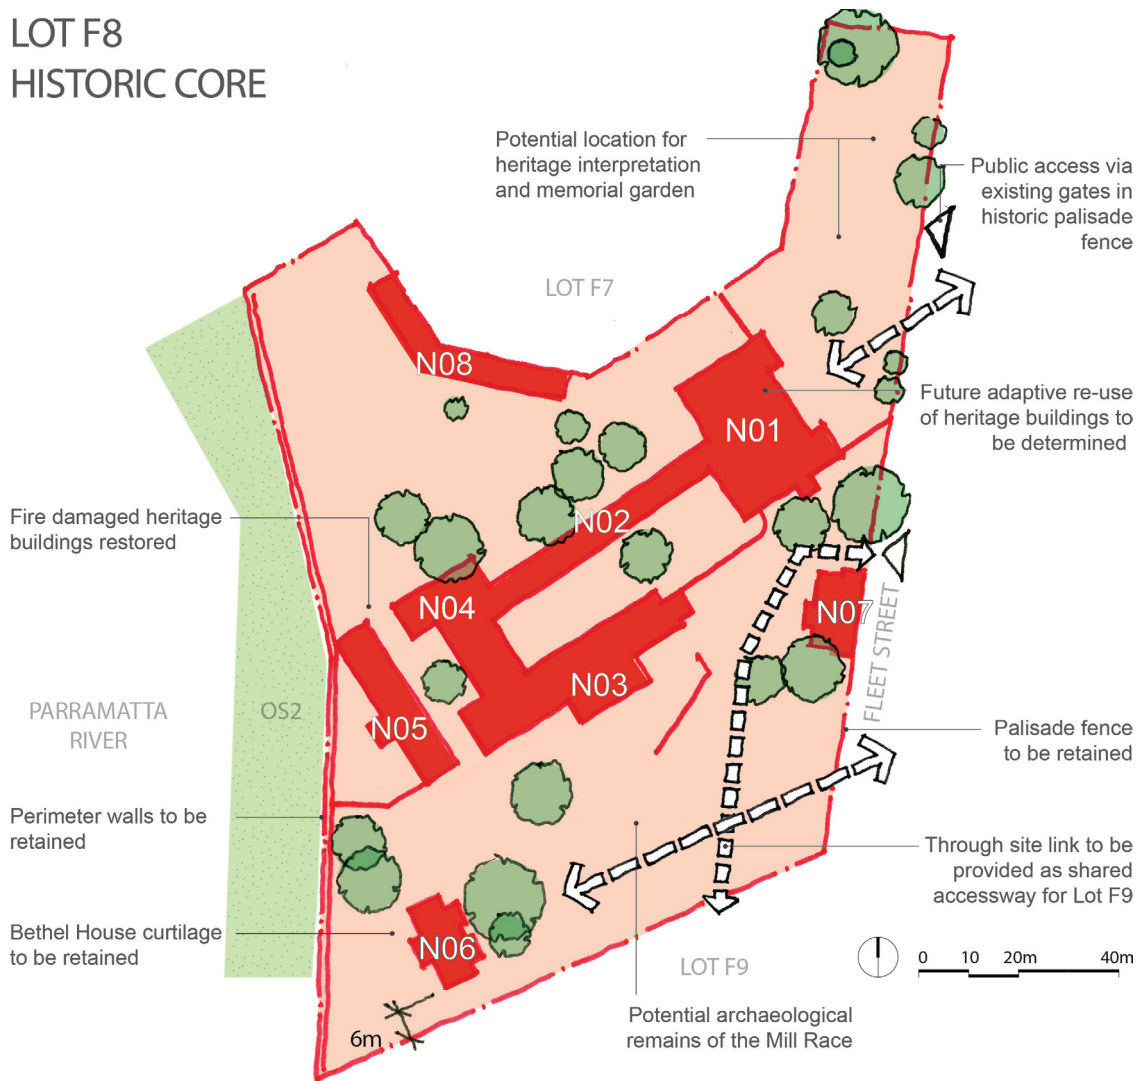 LOT F8
HISTORIC CORE
Potential location for
heritage interpretation
and memorial garden
Public access via
existing gates in
historic palisade
fence
LOT F7
N08
Future adaptive re-use
of heritage buildings to
be determined
N01
Fire damaged heritage
buildings restored
N02
N04
N07
FLEET STREET
N03
PARRAMATTA
RIVER
OS2
N05
Palisade fence
to be retained
Perimeter walls to be
retained
Through site link to be
provided as shared
accessway for Lot F9
Bethel House curtilage
to be retained
N06
LOT F9
0 10 20m 40m
Potential archaeological
remains of the Mill Race
6m